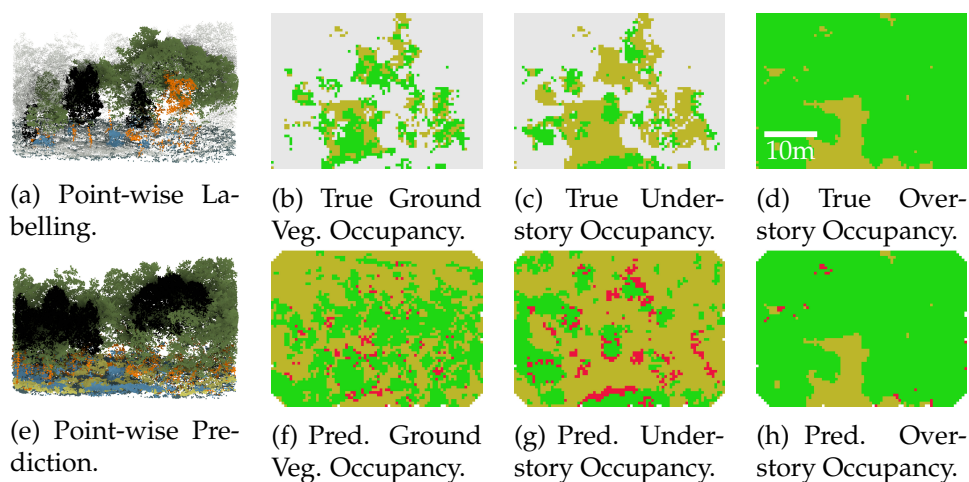 10m
(a) Point-wise La-
belling.
(b) True Ground
Veg. Occupancy.
(c) True Under-
story Occupancy.
(d) True Over-
story Occupancy.
(e) Point-wise Pre-
diction.
(f) Pred. Ground
Veg. Occupancy.
(g) Pred. Under-
story Occupancy.
(h) Pred. Over-
story Occupancy.